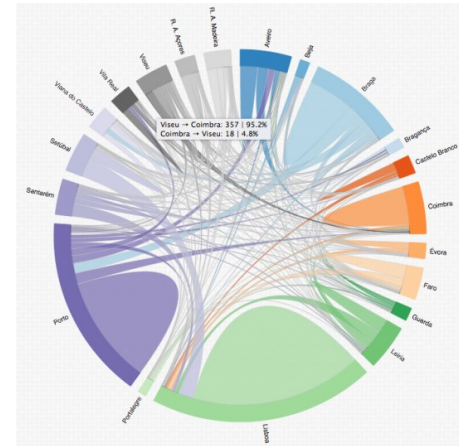 R. A. Madeira
Aveiro
Beja
Braga
Bragança
Castelo Branco
Coimbra
Évora
Faro
Guarda
Leiria
Lisboa
Portalegre
Porto
Santarém
Setúbal
Viana do Castelo
Vila Real
Viseu
R. A. Açores
Viseu → Coimbra: 357 | 95.2%
Coimbra → Viseu: 18 | 4.8%